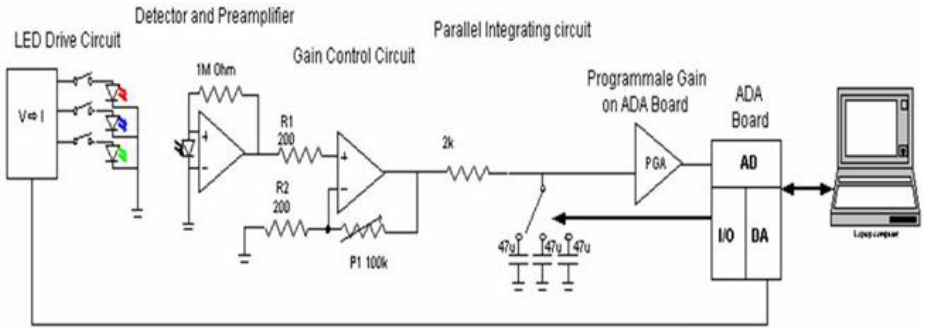 Detector and Preamplifier
LED Drive Circuit
Parallel Integrating circuit
Gain Control Circuit
1M Ohm
Programmale Gain
on ADA Board
ADA
Board
V⇨I
+
-
R1
200
+
-
2k
PGA
AD
R2
200
I/O
DA
P1 100k
47u
47u
47u